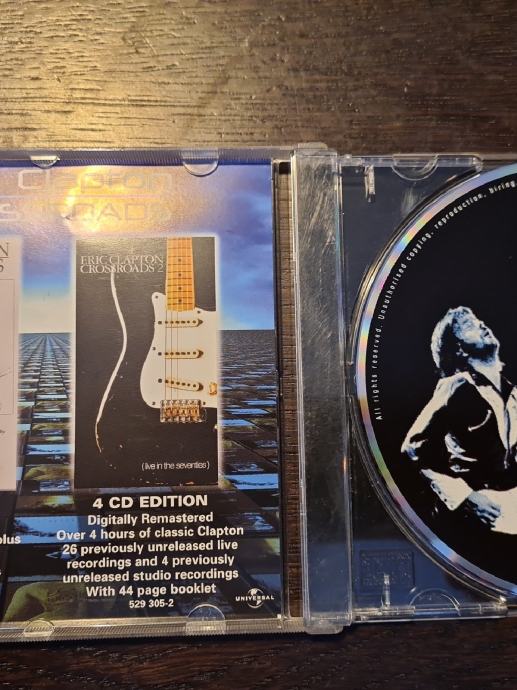 Clapton
ERIC CLAPTON
CROSSROADS 2
(live in the seventies)
4 CD EDITION
Digitally Remastered
Over 4 hours of classic Clapton
26 previously unreleased live
recordings and 4 previously
unreleased studio recordings
With 44 page booklet
529 305-2
UNIVERSAL
plus
All rights reserved. Unauthorised copying, reproduction, hiring,